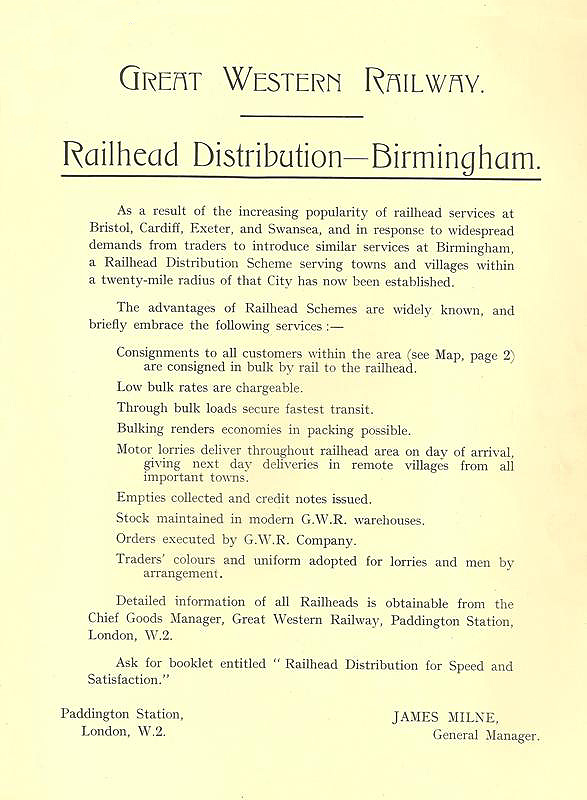 GREAT WESTERN RAILWAY.
Railhead Distribution—Birmingham.
As a result of the increasing popularity of railhead services at
Bristol, Cardiff, Exeter, and Swansea, and in response to widespread
demands from traders to introduce similar services at Birmingham,
a Railhead Distribution Scheme serving towns and villages within
a twenty-mile radius of that City has now been established.
The advantages of Railhead Schemes are widely known, and
briefly embrace the following services :—
Consignments to all customers within the area (see Map, page 2)
are consigned in bulk by rail to the railhead.
Low bulk rates are chargeable.
Through bulk loads secure fastest transit.
Bulking renders economies in packing possible.
Motor lorries deliver throughout railhead area on day of arrival,
giving next day deliveries in remote villages from all
important towns.
Empties collected and credit notes issued.
Stock maintained in modern G.W.R. warehouses.
Orders executed by G.W.R. Company.
Traders' colours and uniform adopted for lorries and men by
arrangement.
Detailed information of all Railheads is obtainable from the
Chief Goods Manager, Great Western Railway, Paddington Station,
London, W.2.
Ask for booklet entitled " Railhead Distribution for Speed and
Satisfaction."
Paddington Station,
London, W.2.
JAMES MILNE,
General Manager.